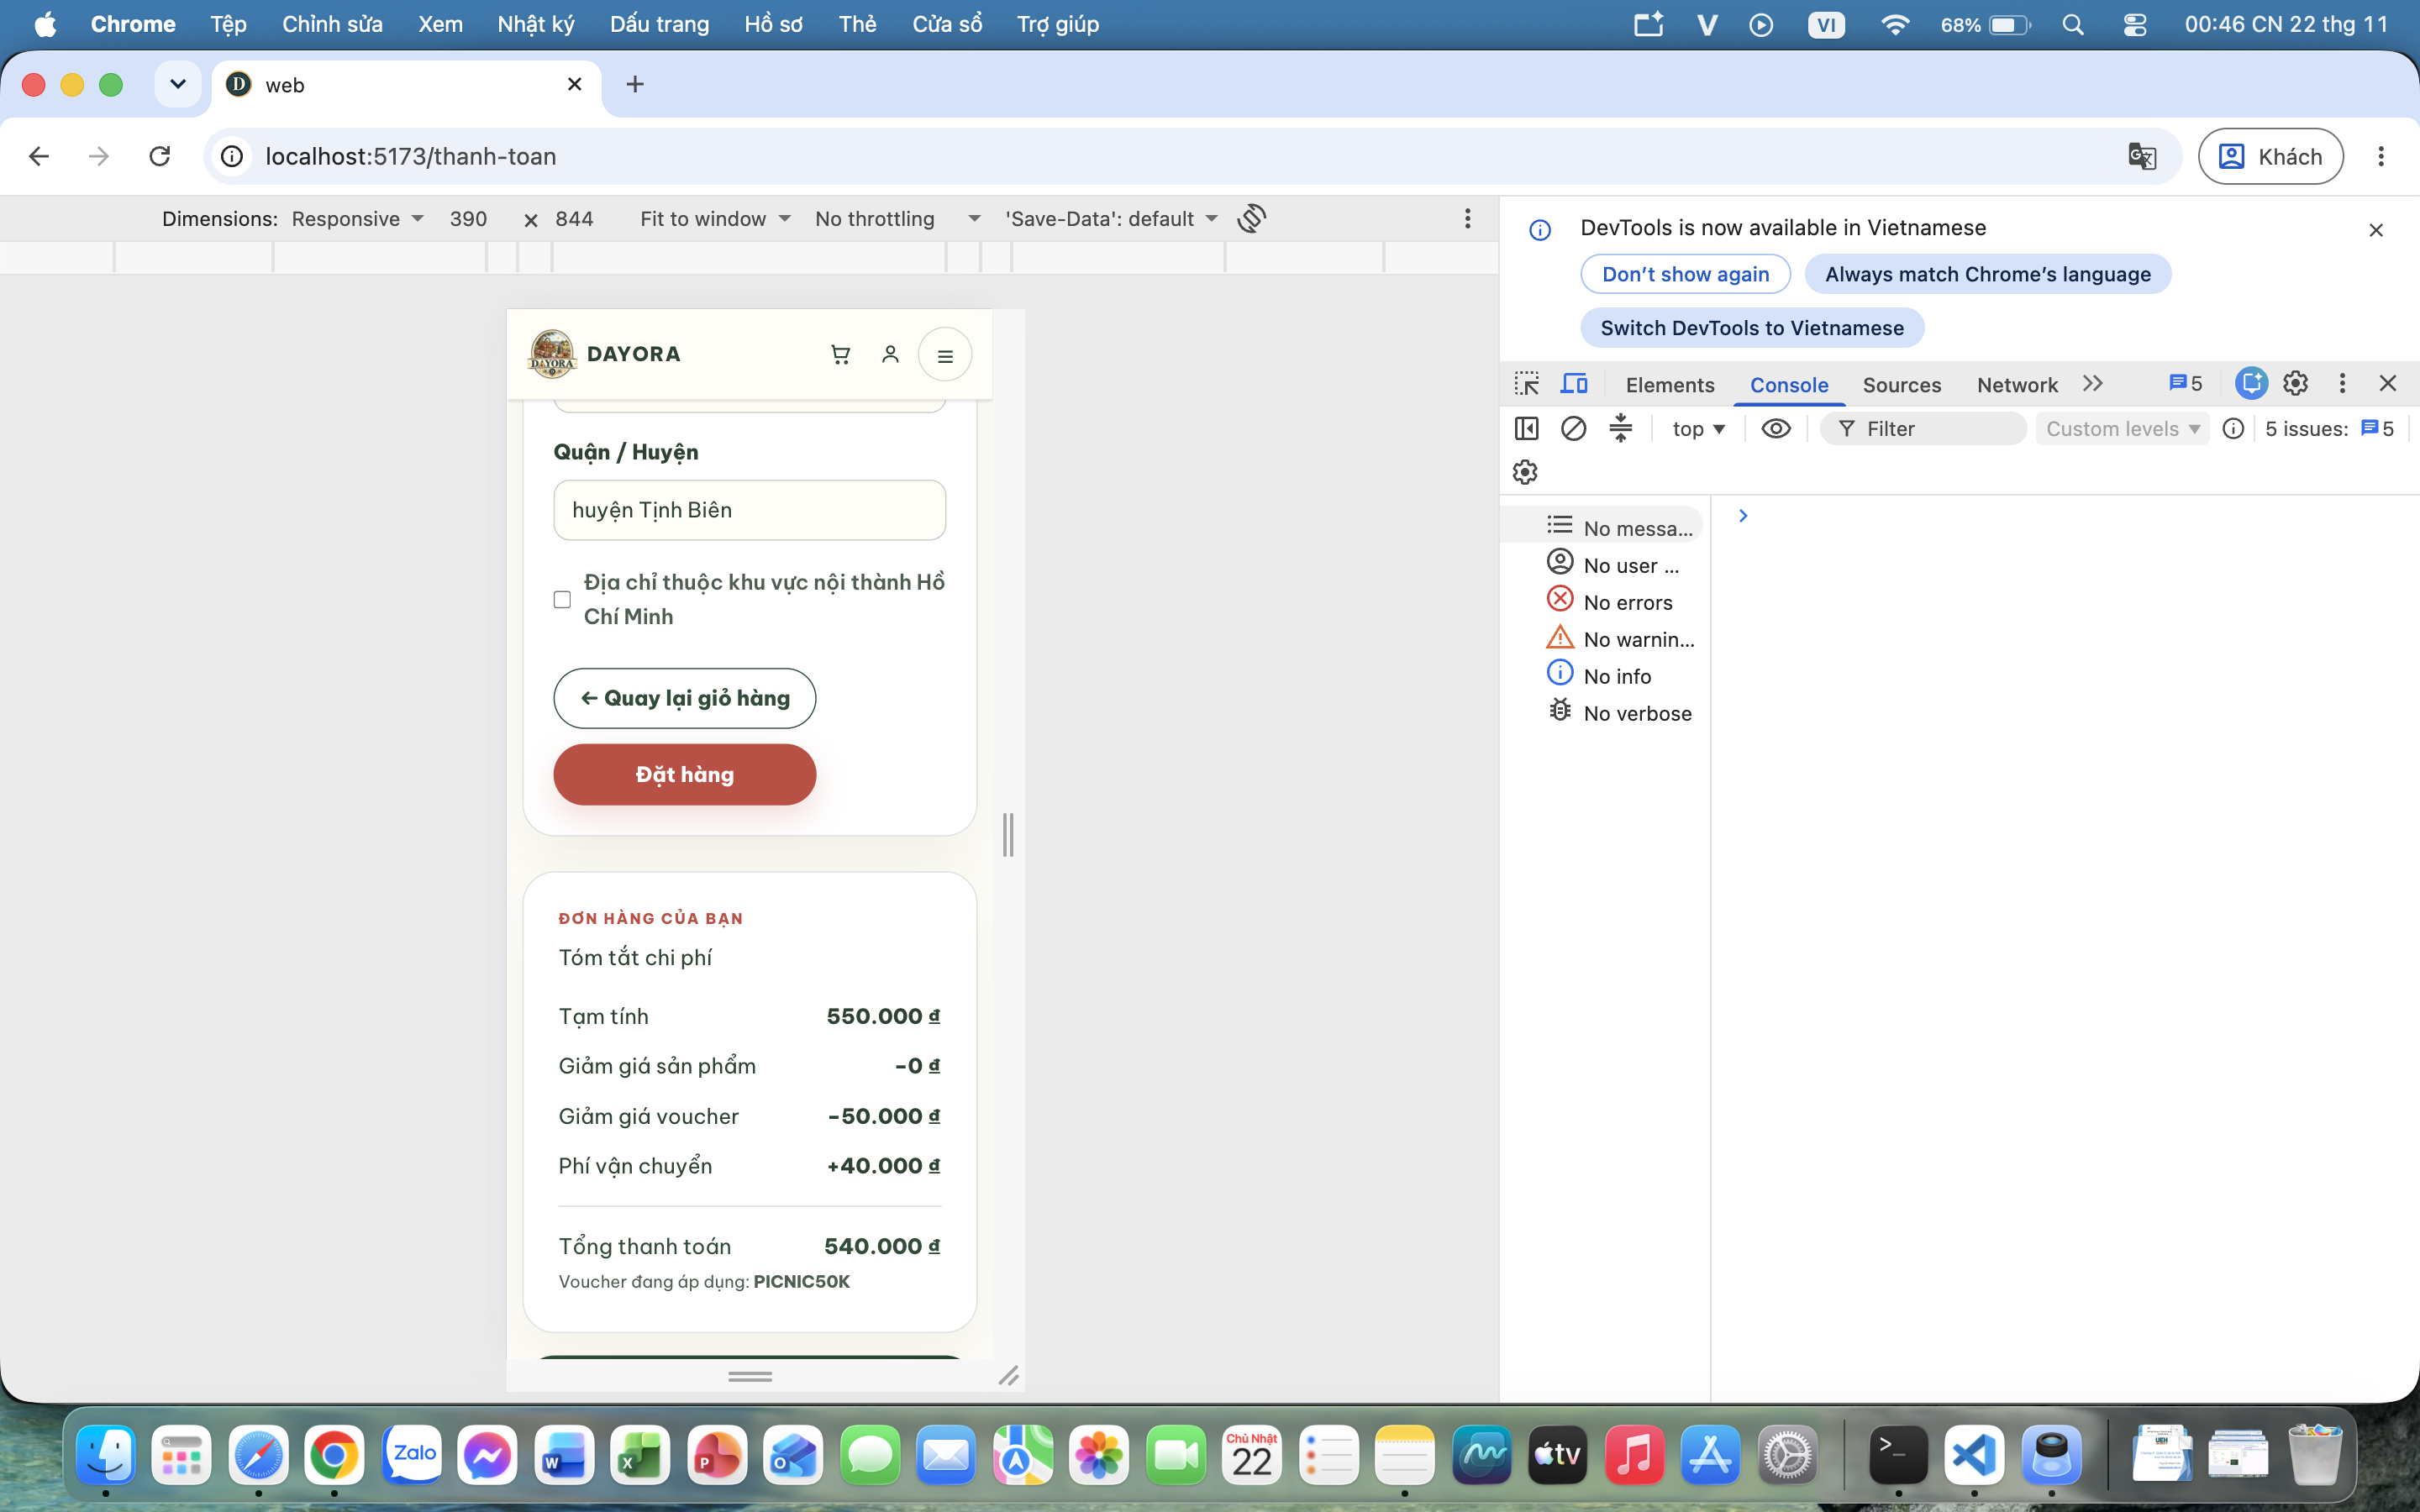 Chrome Tệp Chỉnh sửa Xem Nhật ký Dấu trang Hồ sơ Thẻ Cửa sổ Trợ giúp VI 68% 00:46 CN 22 thg 11
web
localhost:5173/thanh-toan Khách
Dimensions: Responsive 390 × 844 Fit to window No throttling 'Save-Data': default
DevTools is now available in Vietnamese
Don't show again Always match Chrome's language
Switch DevTools to Vietnamese
Elements Console Sources Network 5
top Filter Custom levels 5 issues: 5
No messa...
No user ...
No errors
No warnin...
No info
No verbose
DAYORA DAYORA
Quận / Huyện
huyện Tịnh Biên
Địa chỉ thuộc khu vực nội thành Hồ
Chí Minh
← Quay lại giỏ hàng
Đặt hàng
ĐƠN HÀNG CỦA BẠN
Tóm tắt chi phí
Tạm tính 550.000 ₫
Giảm giá sản phẩm -0 ₫
Giảm giá voucher -50.000 ₫
Phí vận chuyển +40.000 ₫
Tổng thanh toán 540.000 ₫
Voucher đang áp dụng: PICNIC50K
Zalo
Chủ Nhật
22
tv